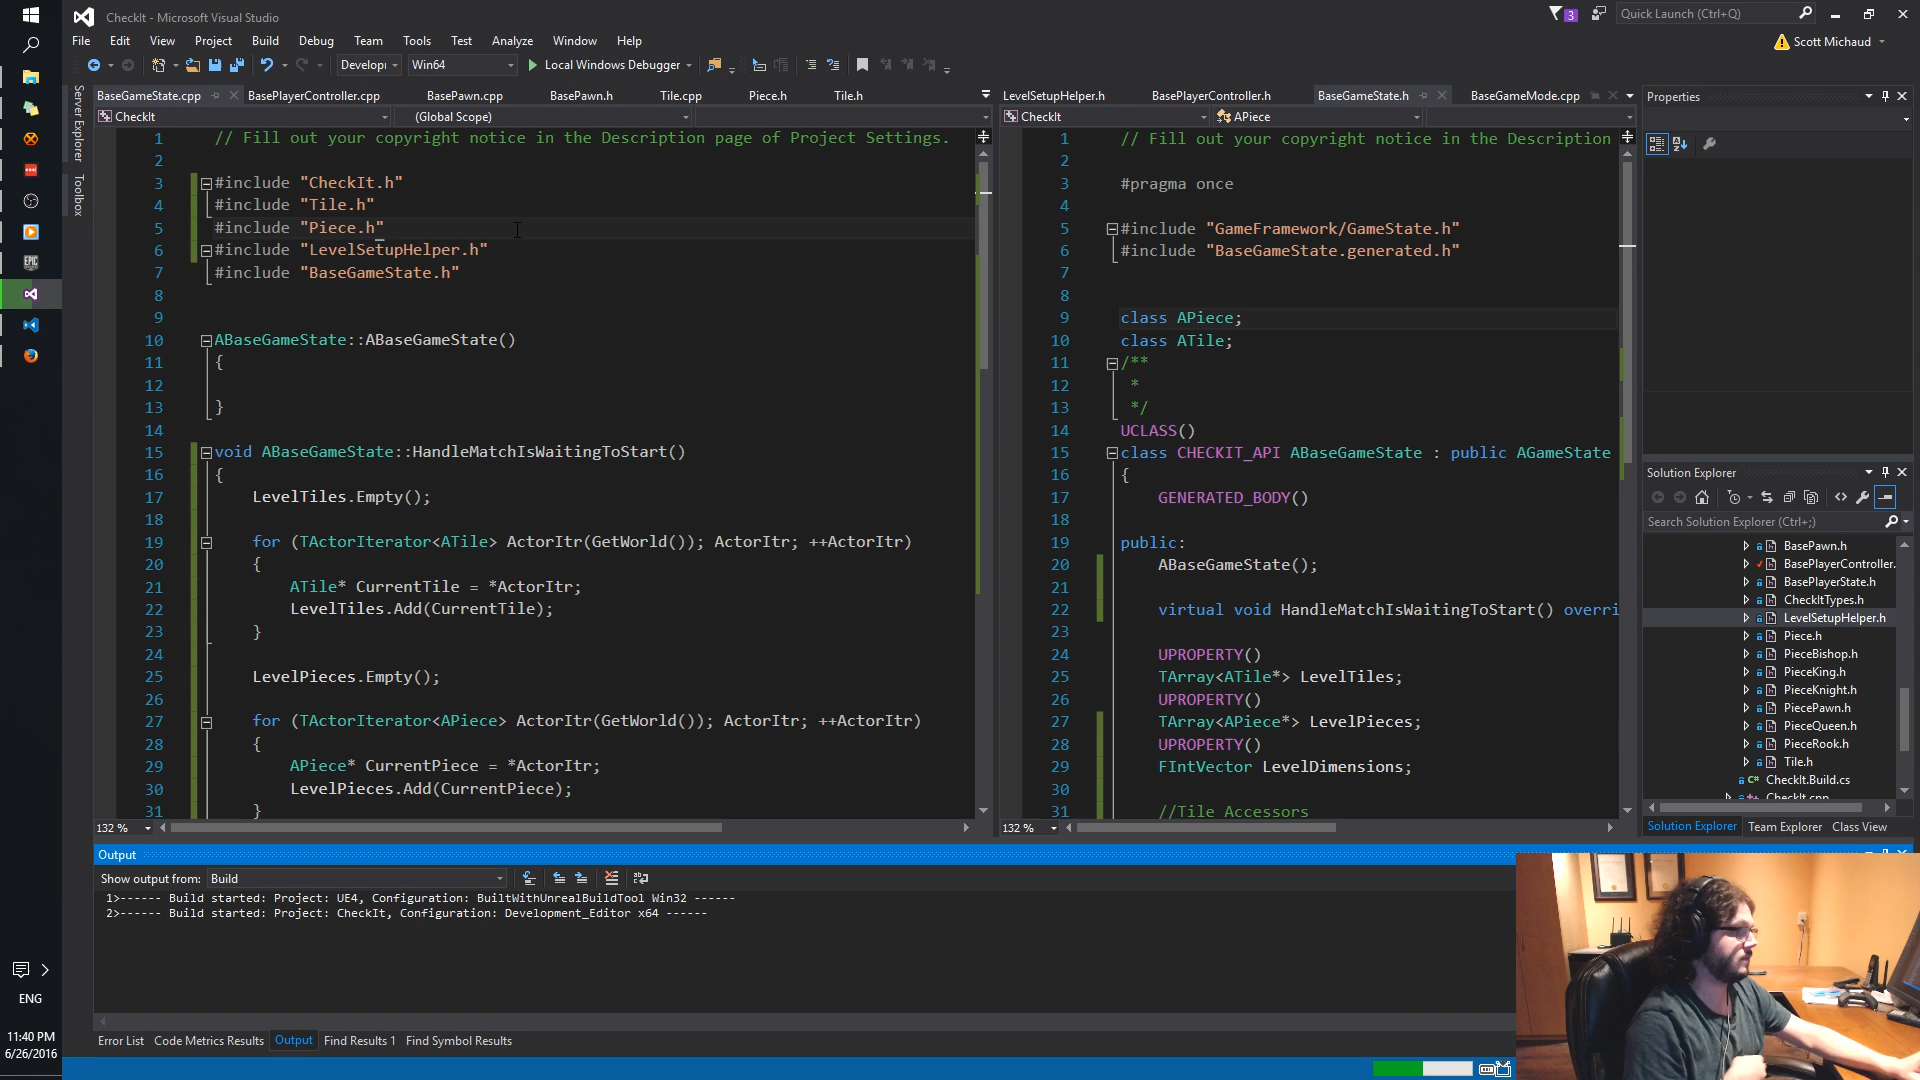 CheckIt - Microsoft Visual Studio
3
Quick Launch (Ctrl+Q)
File Edit View Project Build Debug Team Tools Test Analyze Window Help
Scott Michaud
Developi Win64 Local Windows Debugger
Server Explorer
Toolbox
BaseGameState.cpp BasePlayerController.cpp BasePawn.cpp BasePawn.h Tile.cpp Piece.h Tile.h
CheckIt (Global Scope)
1 // Fill out your copyright notice in the Description page of Project Settings.
2
3 #include "CheckIt.h"
4 #include "Tile.h"
5 #include "Piece.h"
6 #include "LevelSetupHelper.h"
7 #include "BaseGameState.h"
8
9
10 ABaseGameState::ABaseGameState()
11 {
12
13 }
14
15 void ABaseGameState::HandleMatchIsWaitingToStart()
16 {
17 LevelTiles.Empty();
18
19 for (TActorIterator<ATile> ActorItr(GetWorld()); ActorItr; ++ActorItr)
20 {
21 ATile* CurrentTile = *ActorItr;
22 LevelTiles.Add(CurrentTile);
23 }
24
25 LevelPieces.Empty();
26
27 for (TActorIterator<APiece> ActorItr(GetWorld()); ActorItr; ++ActorItr)
28 {
29 APiece* CurrentPiece = *ActorItr;
30 LevelPieces.Add(CurrentPiece);
31 }
132 %
LevelSetupHelper.h BasePlayerController.h BaseGameState.h BaseGameMode.cpp
CheckIt APiece
1 // Fill out your copyright notice in the Description
2
3 #pragma once
4
5 #include "GameFramework/GameState.h"
6 #include "BaseGameState.generated.h"
7
8
9 class APiece;
10 class ATile;
11 /**
12 *
13 */
14 UCLASS()
15 class CHECKIT_API ABaseGameState : public AGameState
16 {
17 GENERATED_BODY()
18
19 public:
20 ABaseGameState();
21
22 virtual void HandleMatchIsWaitingToStart() overri
23
24 UPROPERTY()
25 TArray<ATile*> LevelTiles;
26 UPROPERTY()
27 TArray<APiece*> LevelPieces;
28 UPROPERTY()
29 FIntVector LevelDimensions;
30
31 //Tile Accessors
132 %
Properties
Solution Explorer
Search Solution Explorer (Ctrl+;)
BasePawn.h
BasePlayerController.
BasePlayerState.h
CheckItTypes.h
LevelSetupHelper.h
Piece.h
PieceBishop.h
PieceKing.h
PieceKnight.h
PiecePawn.h
PieceQueen.h
PieceRook.h
Tile.h
CheckIt.Build.cs
CheckIt.cpp
Solution Explorer Team Explorer Class View
Output
Show output from: Build
1>------ Build started: Project: UE4, Configuration: BuiltWithUnrealBuildTool Win32 ------
2>------ Build started: Project: CheckIt, Configuration: Development_Editor x64 ------
Error List Code Metrics Results Output Find Results 1 Find Symbol Results
EPIC
ENG
11:40 PM
6/26/2016